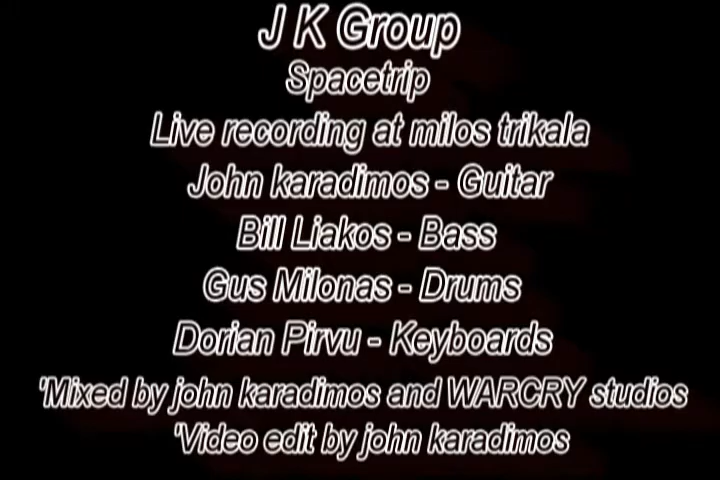 J K Group
Spacetrip
Live recording at milos trikala
John karadimos - Guitar
Bill Liakos - Bass
Gus Milonas - Drums
Dorian Pirvu - Keyboards
'Mixed by john karadimos and WARCRY studios
'Video edit by john karadimos